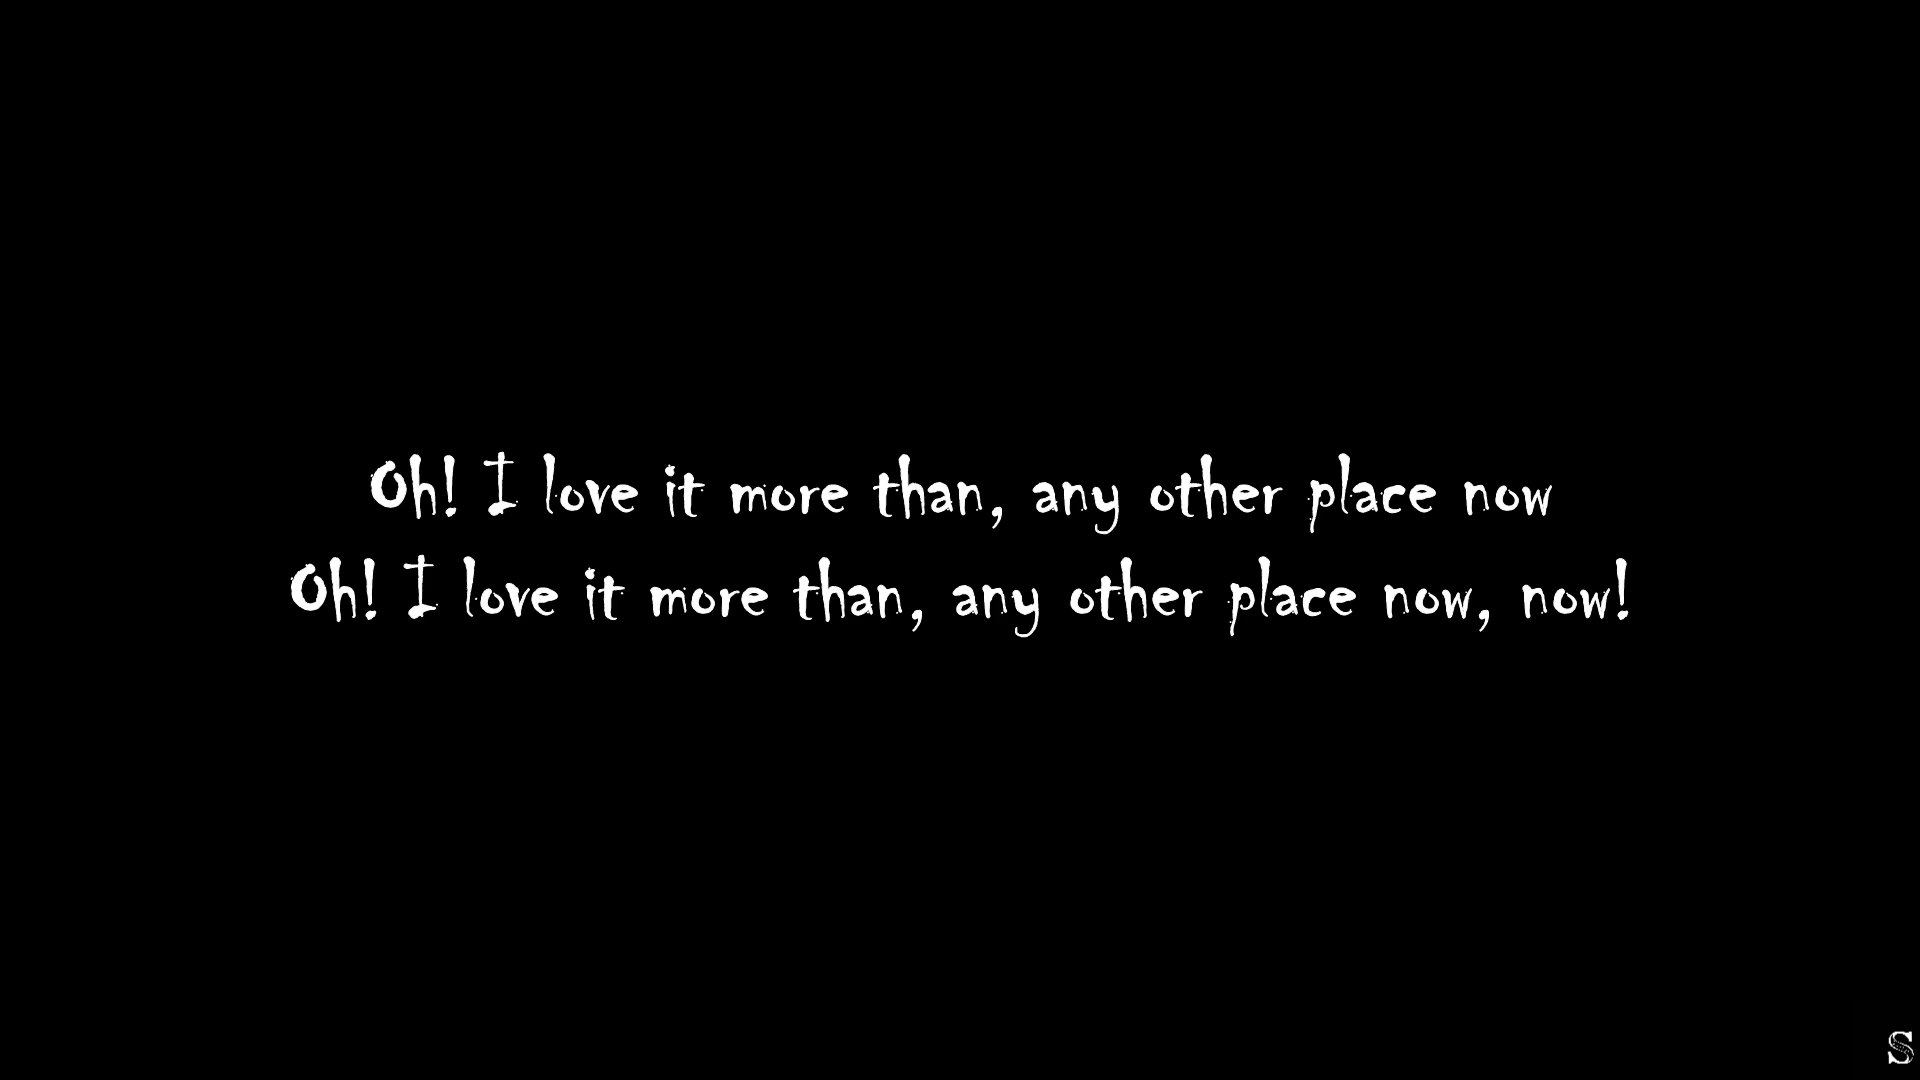 Oh! I love it more than, any other place now
Oh! I love it more than, any other place now, now!
S